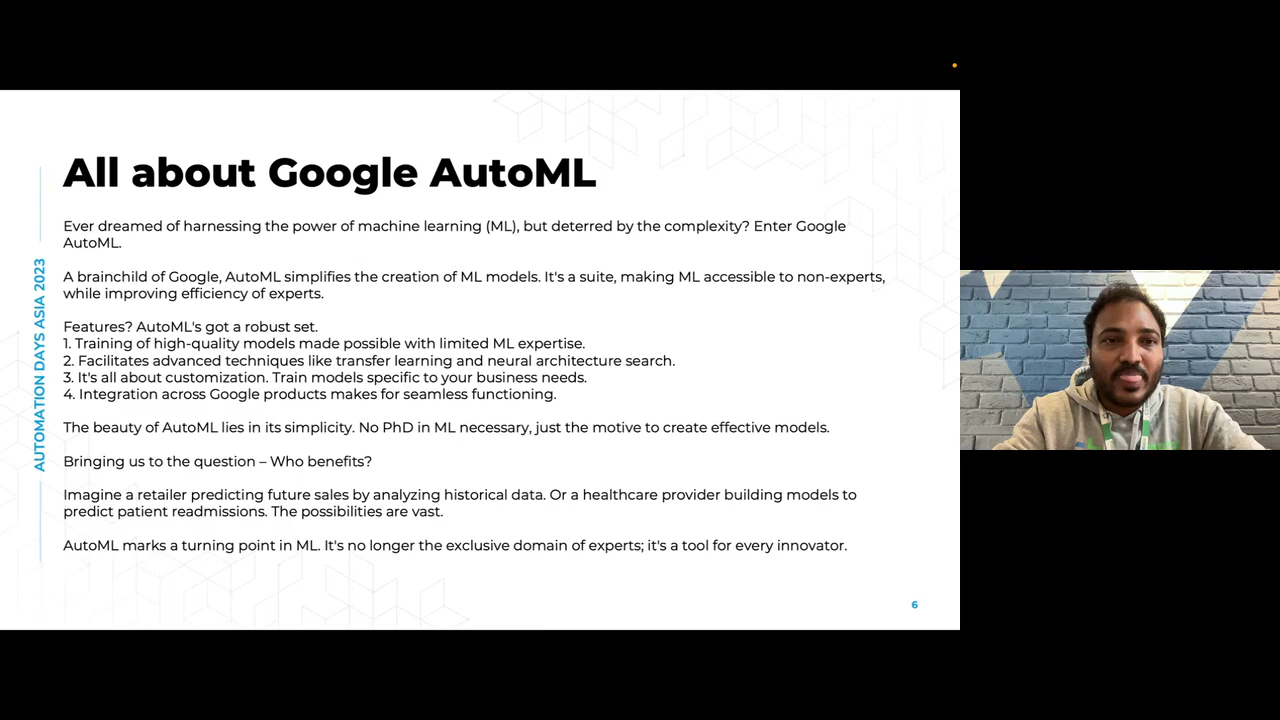 All about Google AutoML
Ever dreamed of harnessing the power of machine learning (ML), but deterred by the complexity? Enter Google
AutoML.
A brainchild of Google, AutoML simplifies the creation of ML models. It's a suite, making ML accessible to non-experts,
while improving efficiency of experts.
Features? AutoML's got a robust set.
1. Training of high-quality models made possible with limited ML expertise.
2. Facilitates advanced techniques like transfer learning and neural architecture search.
3. It's all about customization. Train models specific to your business needs.
4. Integration across Google products makes for seamless functioning.
The beauty of AutoML lies in its simplicity. No PhD in ML necessary, just the motive to create effective models.
Bringing us to the question – Who benefits?
Imagine a retailer predicting future sales by analyzing historical data. Or a healthcare provider building models to
predict patient readmissions. The possibilities are vast.
AutoML marks a turning point in ML. It's no longer the exclusive domain of experts; it's a tool for every innovator.
AUTOMATION DAYS ASIA 2023
6